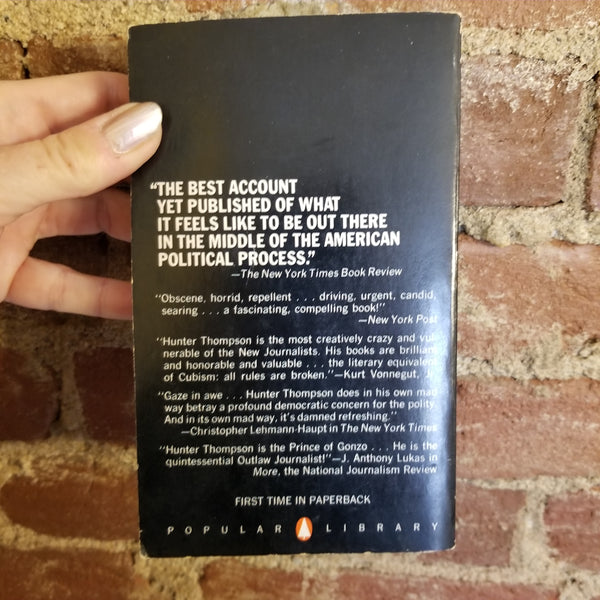 "THE BEST ACCOUNT
YET PUBLISHED OF WHAT
IT FEELS LIKE TO BE OUT THERE
IN THE MIDDLE OF THE AMERICAN
POLITICAL PROCESS."
—The New York Times Book Review
"Obscene, horrid, repellent . . . driving, urgent, candid,
searing . . . a fascinating, compelling book!"
—New York Post
"Hunter Thompson is the most creatively crazy and vul-
nerable of the New Journalists. His books are brilliant
and honorable and valuable . . . the literary equivalent
of Cubism: all rules are broken."—Kurt Vonnegut, Jr.
"Gaze in awe . . . Hunter Thompson does in his own mad
way betray a profound democratic concern for the polity.
And in its own mad way, it's damned refreshing."
—Christopher Lehmann-Haupt in The New York Times
"Hunter Thompson is the Prince of Gonzo . . . He is the
quintessential Outlaw Journalist!"—J. Anthony Lukas in
More, the National Journalism Review
FIRST TIME IN PAPERBACK
POPULAR LIBRARY